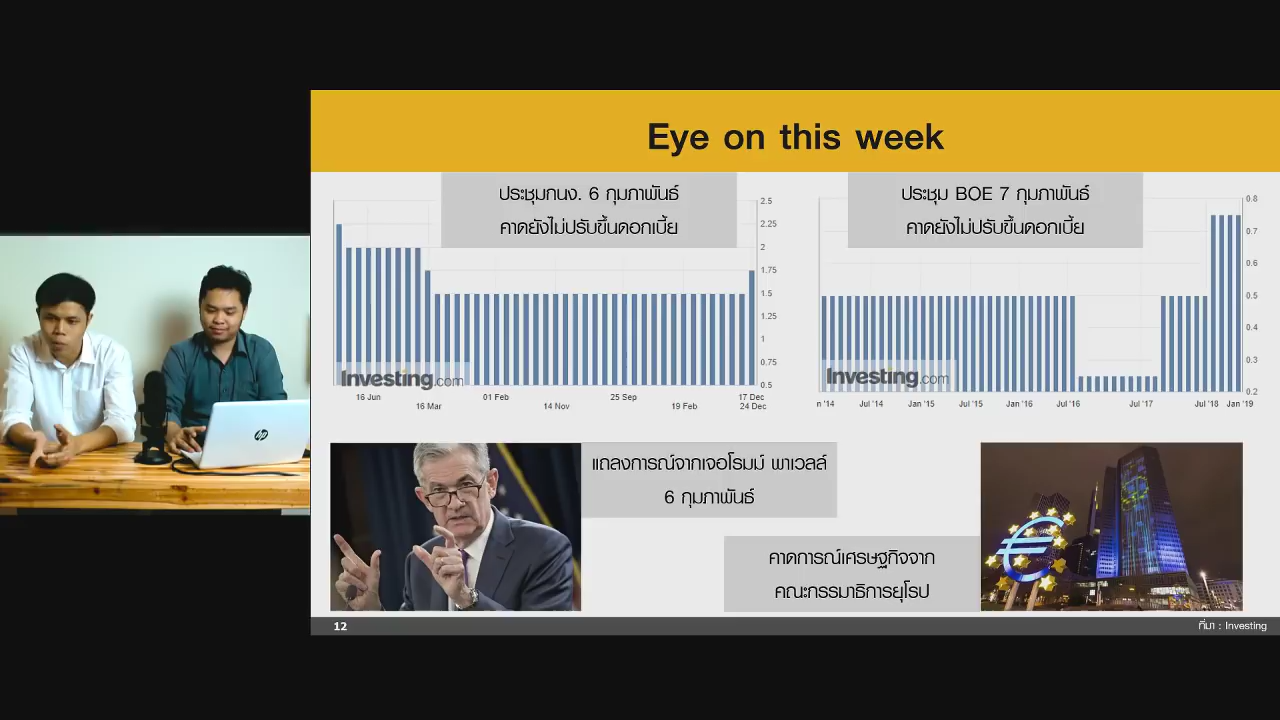 Eye on this week
ประชุมกนง. 6 กุมภาพันธ์
คาดยังไม่ปรับขึ้นดอกเบี้ย
2.5
2.25
2
1.75
1.5
1.25
1
0.75
0.5
Investing.com
16 Jun
16 Mar
01 Feb
14 Nov
25 Sep
19 Feb
17 Dec
24 Dec
ประชุม BOE 7 กุมภาพันธ์
คาดยังไม่ปรับขึ้นดอกเบี้ย
0.8
0.7
0.6
0.5
0.4
0.3
0.2
Investing.com
n '14
Jul '14
Jan '15
Jul '15
Jan '16
Jul '16
Jul '17
Jul '18
Jan '19
แถลงการณ์จากเจอโรมม์ พาเวลล์
6 กุมภาพันธ์
คาดการณ์เศรษฐกิจจาก
คณะกรรมาธิการยุโรป
hp
12
ที่มา : Investing